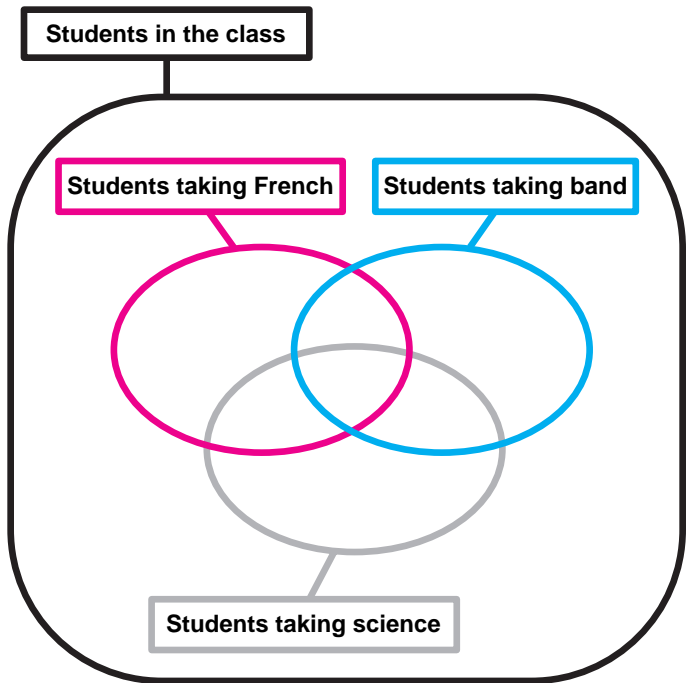 Students in the class
Students taking French
Students taking band
Students taking science